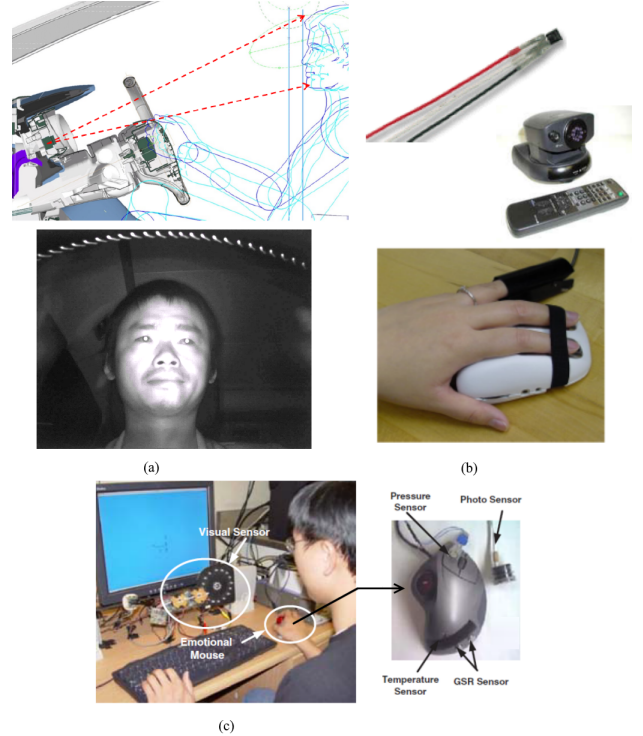 (a)
(b)
Visual Sensor
Emotional
Mouse
Pressure
Sensor
Photo Sensor
Temperature
Sensor
GSR Sensor
(c)